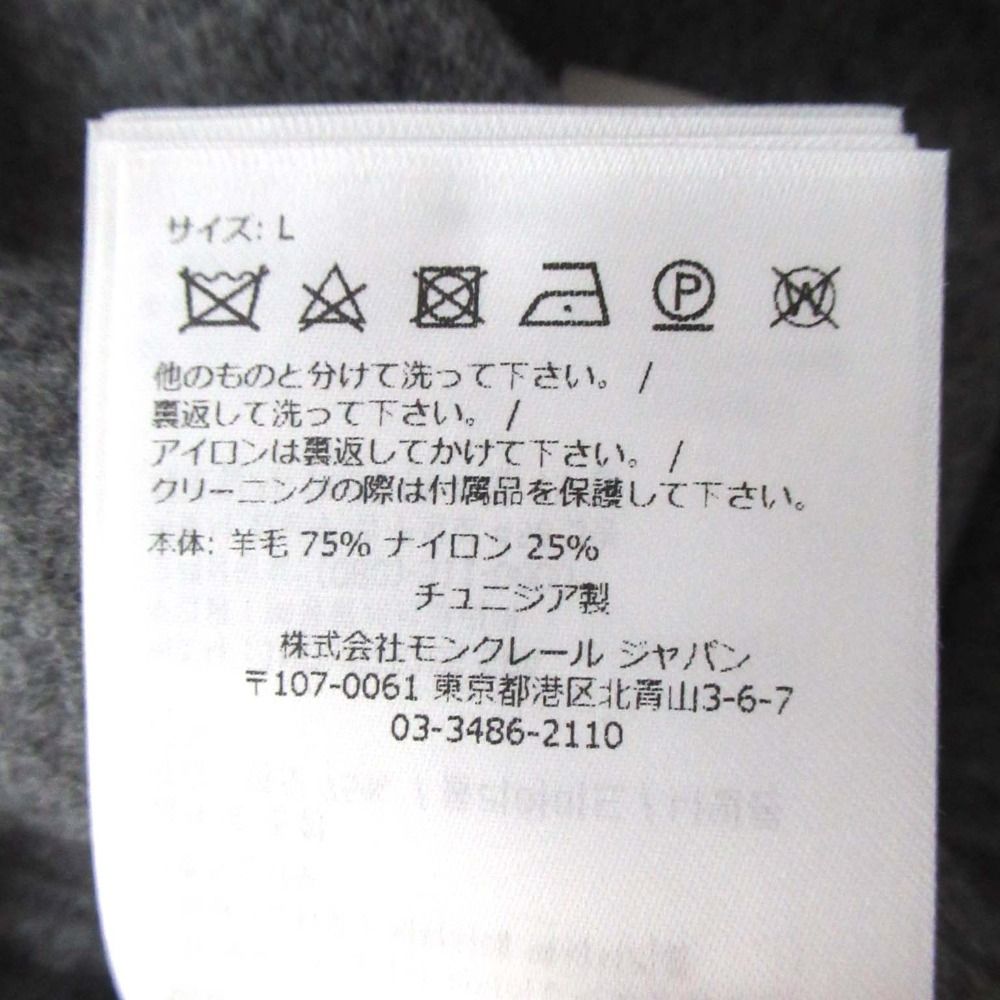 サイズ: L
P
W
他のものと分けて洗って下さい。 /
裏返して洗って下さい。 /
アイロンは裏返してかけて下さい。 /
クリーニングの際は付属品を保護して下さい。
本体: 羊毛 75% ナイロン 25%
チュニジア製
株式会社モンクレール ジャパン
〒107-0061 東京都港区北青山3-6-7
03-3486-2110